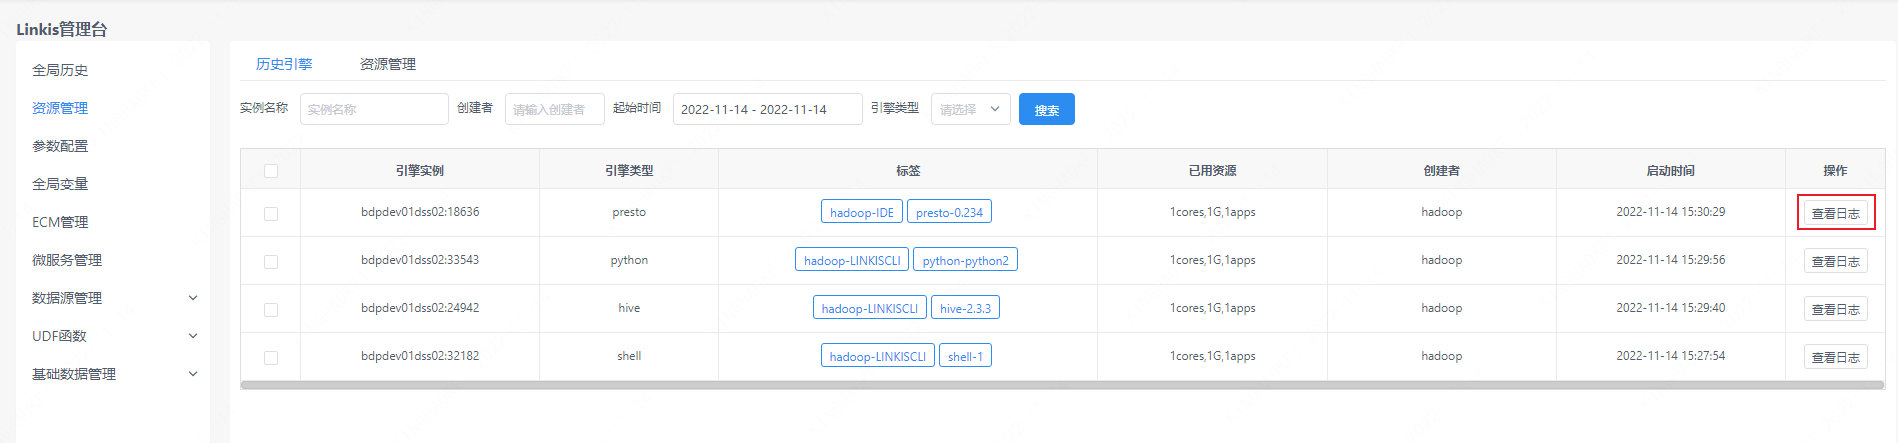 Linkis管理台
全局历史
资源管理
参数配置
全局变量
ECM管理
微服务管理
数据源管理
UDF函数
基础数据管理
历史引擎 资源管理
实例名称 实例名称 创建者 请输入创建者 起始时间 2022-11-14 - 2022-11-14 引擎类型 请选择 搜索
引擎实例 引擎类型 标签 已用资源 创建者 启动时间 操作
bdpdev01dss02:18636 presto hadoop-IDE presto-0.234 1cores,1G,1apps hadoop 2022-11-14 15:30:29 查看日志
bdpdev01dss02:33543 python hadoop-LINKISCLI python-python2 1cores,1G,1apps hadoop 2022-11-14 15:29:56 查看日志
bdpdev01dss02:24942 hive hadoop-LINKISCLI hive-2.3.3 1cores,1G,1apps hadoop 2022-11-14 15:29:40 查看日志
bdpdev01dss02:32182 shell hadoop-LINKISCLI shell-1 1cores,1G,1apps hadoop 2022-11-14 15:27:54 查看日志